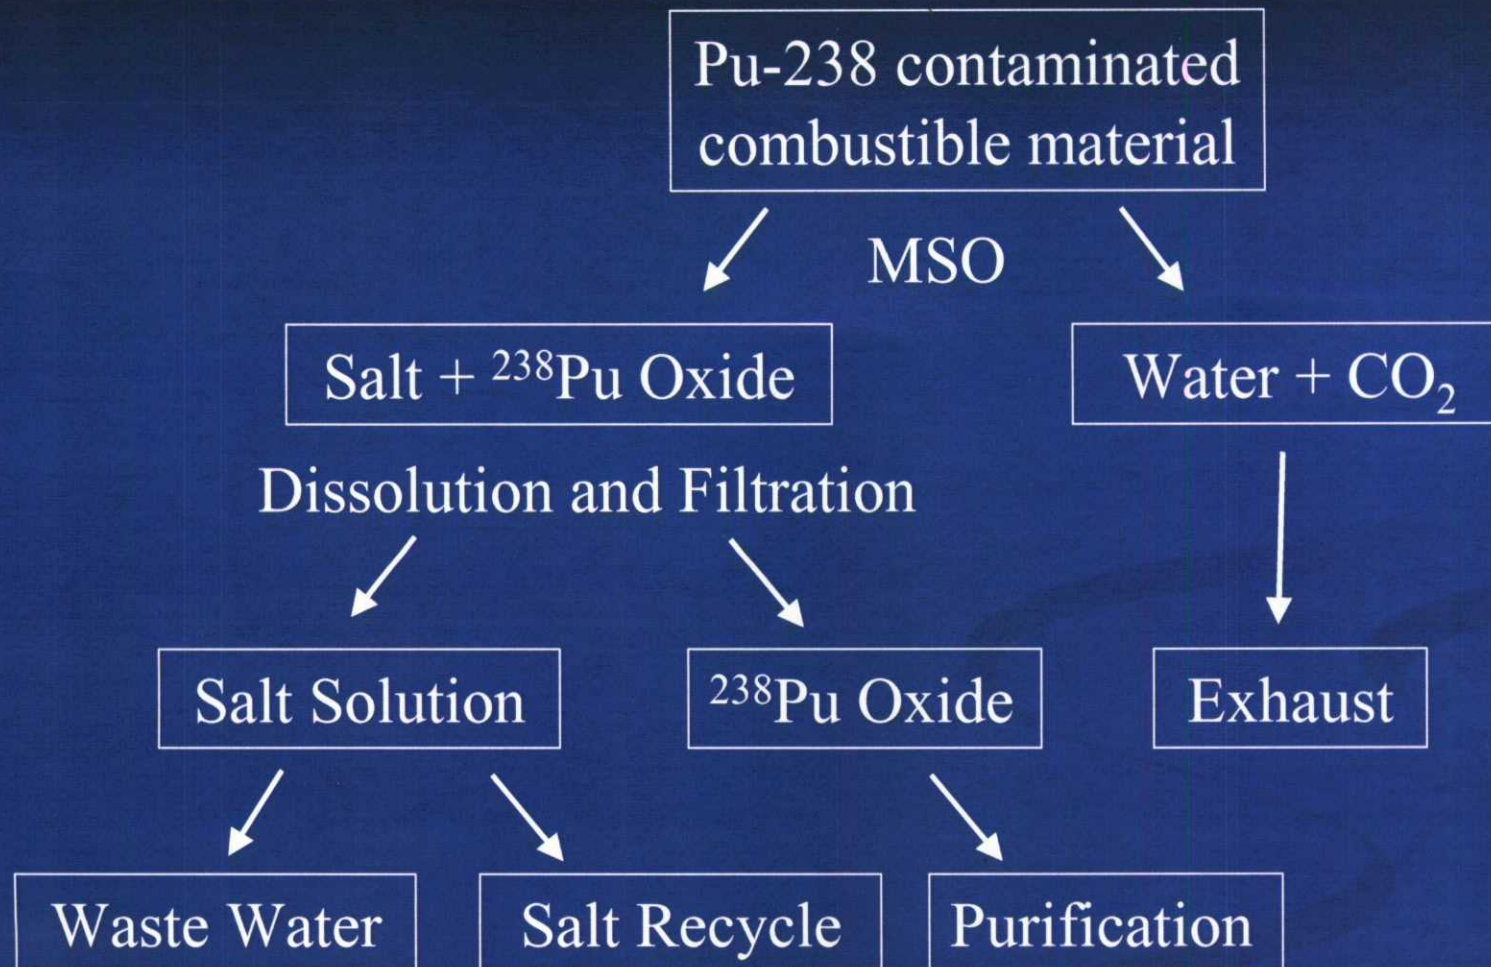 Pu-238 contaminated
combustible material
MSO
Salt + ²³⁸Pu Oxide
Water + CO₂
Dissolution and Filtration
Salt Solution
²³⁸Pu Oxide
Exhaust
Waste Water
Salt Recycle
Purification